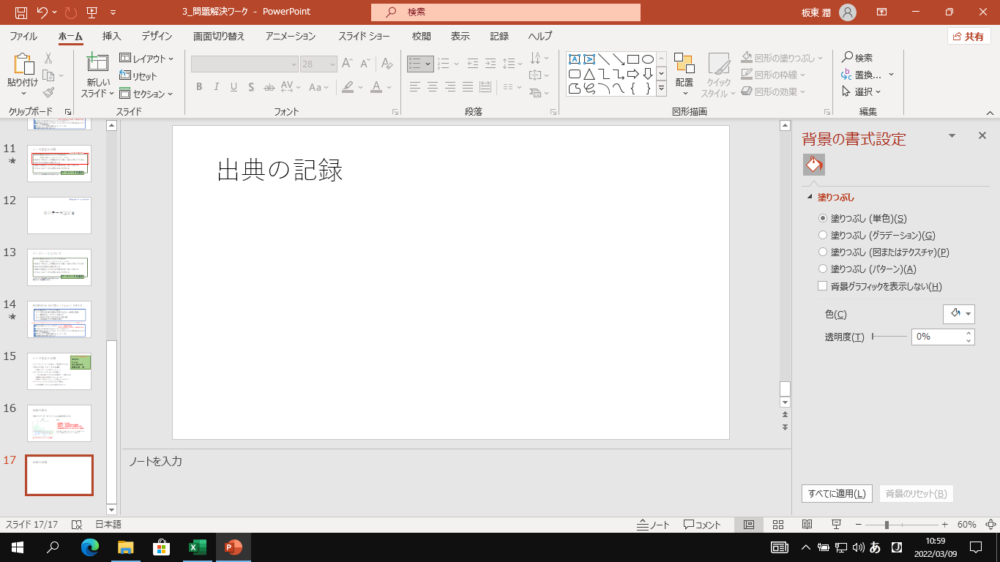 3_問題解決ワーク - PowerPoint
検索
板東 潤
ファイル
ホーム
挿入
デザイン
画面切り替え
アニメーション
スライド ショー
校閲
表示
記録
ヘルプ
共有
貼り付け
クリップボード
新しい
スライド
レイアウト
リセット
セクション
スライド
28
B I U S ab AV Aa A
フォント
段落
配置
クイック
スタイル
図形の塗りつぶし
図形の枠線
図形の効果
図形描画
検索
置換...
選択
編集
11
12
13
14
15
16
17
出典の記録
ノートを入力
背景の書式設定
塗りつぶし
塗りつぶし (単色)(S)
塗りつぶし (グラデーション)(G)
塗りつぶし (図またはテクスチャ)(P)
塗りつぶし (パターン)(A)
背景グラフィックを表示しない(H)
色(C)
透明度(T)
0%
すべてに適用(L)
背景のリセット(B)
スライド 17/17
日本語
ノート
コメント
60%
あ
10:59
2022/03/09